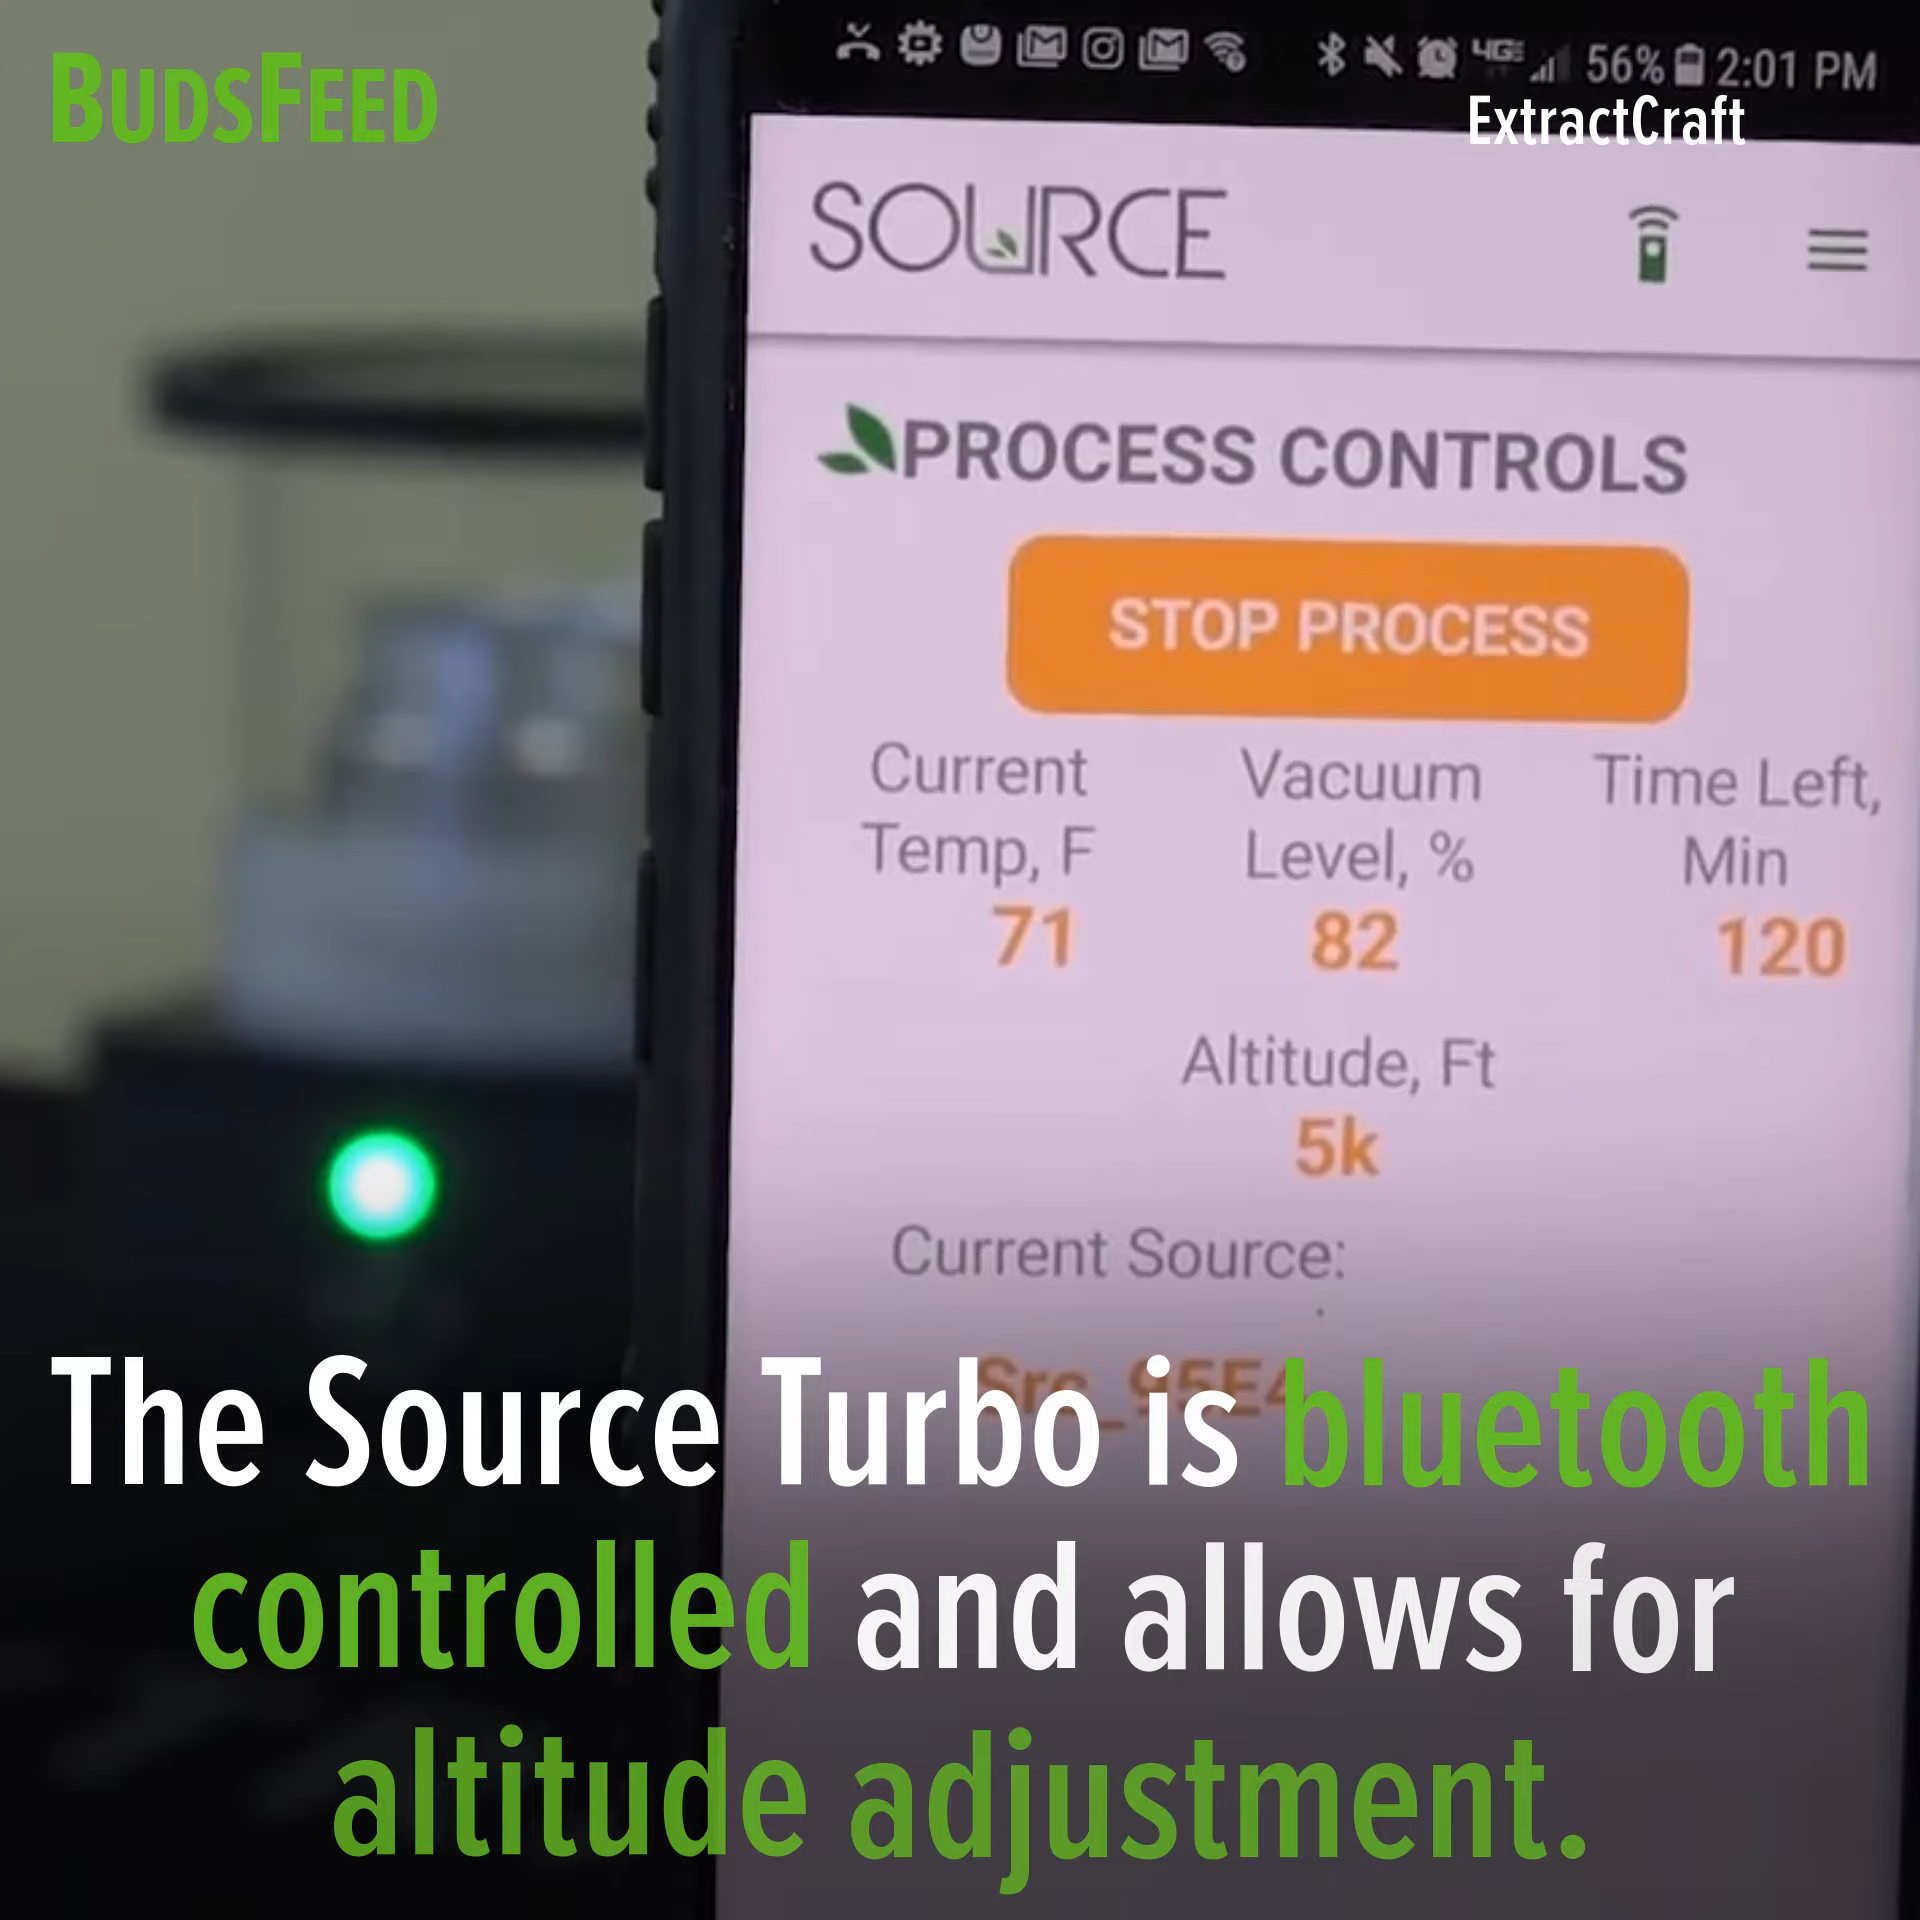 BUDSFEED
56% 2:01 PM
ExtractCraft
SOURCE
PROCESS CONTROLS
STOP PROCESS
Current Temp, F
71
Vacuum Level, %
82
Time Left, Min
120
Altitude, Ft
5k
Current Source:
The Source Turbo is bluetooth
controlled and allows for
altitude adjustment.